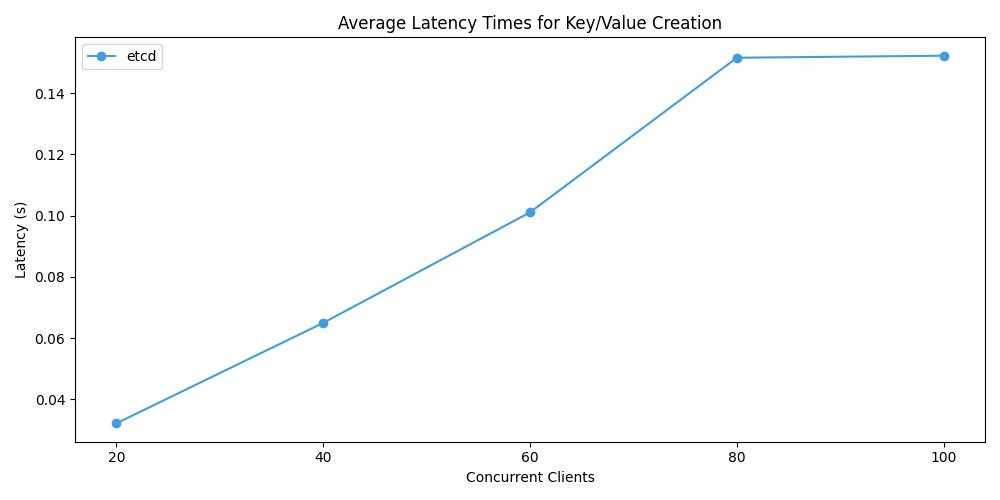 Average Latency Times for Key/Value Creation
etcd
Latency (s)
0.14
0.12
0.10
0.08
0.06
0.04
20 40 60 80 100
Concurrent Clients